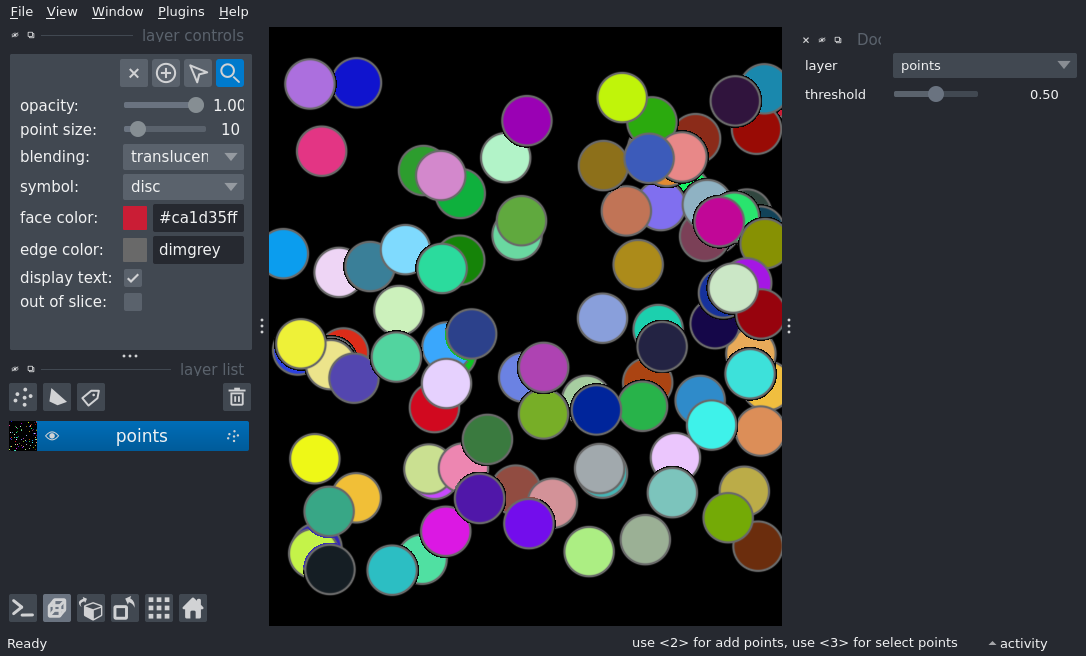 File View Window Plugins Help
layer controls
opacity: 1.00
point size: 10
blending: translucen
symbol: disc
face color: #ca1d35ff
edge color: dimgrey
display text:
out of slice:
layer list
points
Doc
layer points
threshold 0.50
Ready
use <2> for add points, use <3> for select points
activity